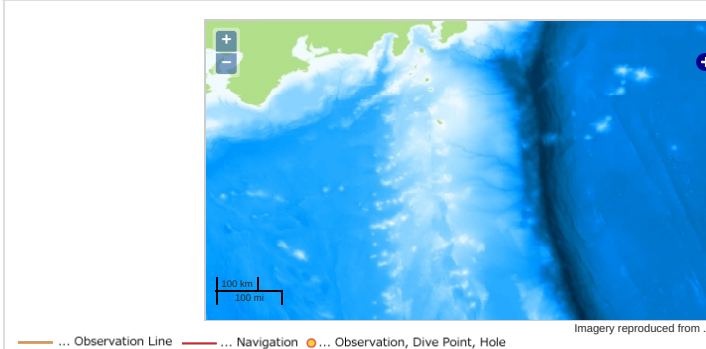 +
−
100 km
100 mi
Imagery reproduced from .
... Observation Line ... Navigation ... Observation, Dive Point, Hole